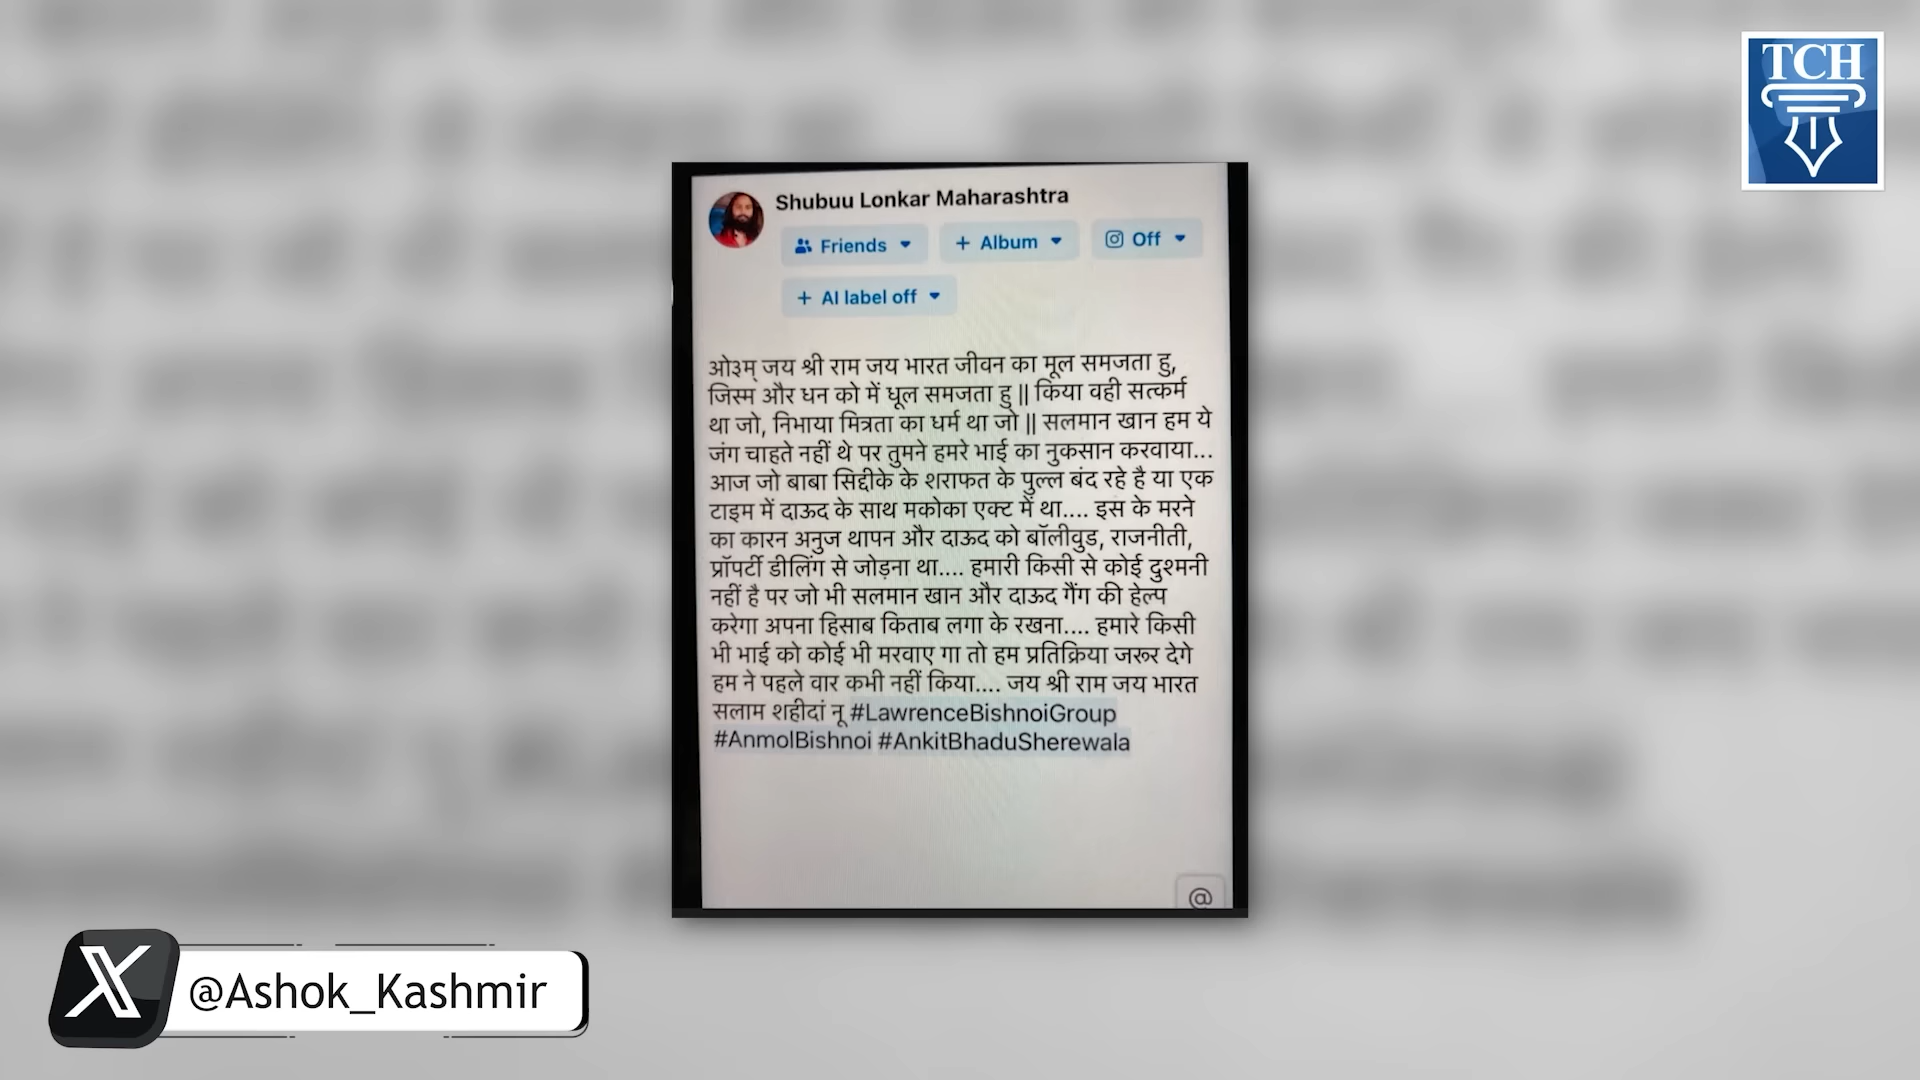 TCH
Shubuu Lonkar Maharashtra
Friends
+ Album
Off
+ AI label off
ओ३म् जय श्री राम जय भारत जीवन का मूल समजता हु,
जिस्म और धन को में धूल समजता हु || किया वही सत्कर्म
था जो, निभाया मित्रता का धर्म था जो || सलमान खान हम ये
जंग चाहते नहीं थे पर तुमने हमरे भाई का नुकसान करवाया...
आज जो बाबा सिद्दीके के शराफत के पुल्ल बंद रहे है या एक
टाइम में दाऊद के साथ मकोका एक्ट में था.... इस के मरने
का कारन अनुज थापन और दाऊद को बॉलीवुड, राजनीती,
प्रॉपर्टी डीलिंग से जोड़ना था.... हमारी किसी से कोई दुश्मनी
नहीं है पर जो भी सलमान खान और दाऊद गैंग की हेल्प
करेगा अपना हिसाब किताब लगा के रखना.... हमारे किसी
भी भाई को कोई भी मरवाए गा तो हम प्रतिक्रिया जरूर देगे
हम ने पहले वार कभी नहीं किया.... जय श्री राम जय भारत
सलाम शहीदां नू #LawrenceBishnoiGroup
#AnmolBishnoi #AnkitBhaduSherewala
@
@Ashok_Kashmir